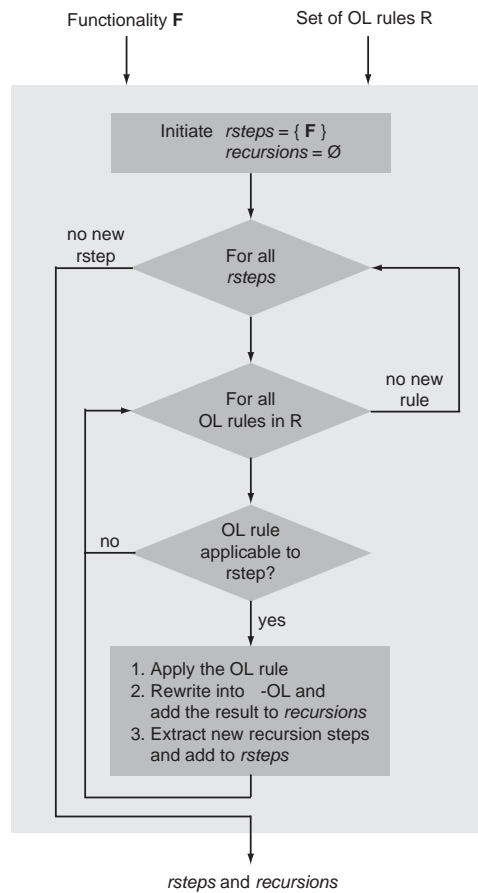 Functionality F
Set of OL rules R
Initiate rsteps = { F }
recursions = Ø
no new
rstep
For all
rsteps
For all
OL rules in R
no new
rule
OL rule
applicable to
rstep?
no
yes
1. Apply the OL rule
2. Rewrite into -OL and
add the result to recursions
3. Extract new recursion steps
and add to rsteps
rsteps and recursions